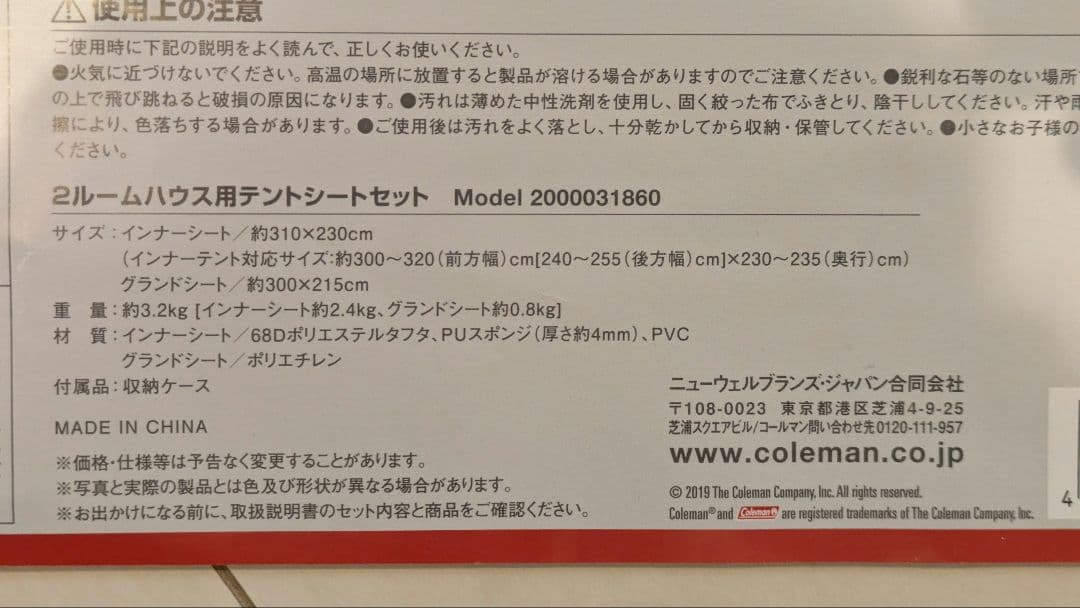 使用上の注意
ご使用時に下記の説明をよく読んで、正しくお使いください。
●火気に近づけないでください。高温の場所に放置すると製品が溶ける場合がありますのでご注意ください。●鋭利な石等のない場所
の上で飛び跳ねると破損の原因になります。●汚れは薄めた中性洗剤を使用し、固く絞った布でふきとり、陰干ししてください。汗や雨
擦により、色落ちする場合があります。●ご使用後は汚れをよく落とし、十分乾かしてから収納・保管してください。●小さなお子様の
ください。
2ルームハウス用テントシートセット Model 2000031860
サイズ：インナーシート／約310×230cm
（インナーテント対応サイズ：約300～320（前方幅）cm[240～255（後方幅）cm]×230～235（奥行）cm）
グランドシート／約300×215cm
重 量：約3.2kg [インナーシート約2.4kg、グランドシート約0.8kg]
材 質：インナーシート／68Dポリエステルタフタ、PUスポンジ（厚さ約4mm）、PVC
グランドシート／ポリエチレン
付属品：収納ケース
MADE IN CHINA
※価格・仕様等は予告なく変更することがあります。
※写真と実際の製品とは色及び形状が異なる場合があります。
※お出かけになる前に、取扱説明書のセット内容と商品をご確認ください。
ニューウェルブランズ・ジャパン合同会社
〒108-0023 東京都港区芝浦4-9-25
芝浦スクエアビル/コールマン問い合わせ先0120-111-957
www.coleman.co.jp
© 2019 The Coleman Company, Inc. All rights reserved.
Coleman® and Coleman® are registered trademarks of The Coleman Company, Inc.
4